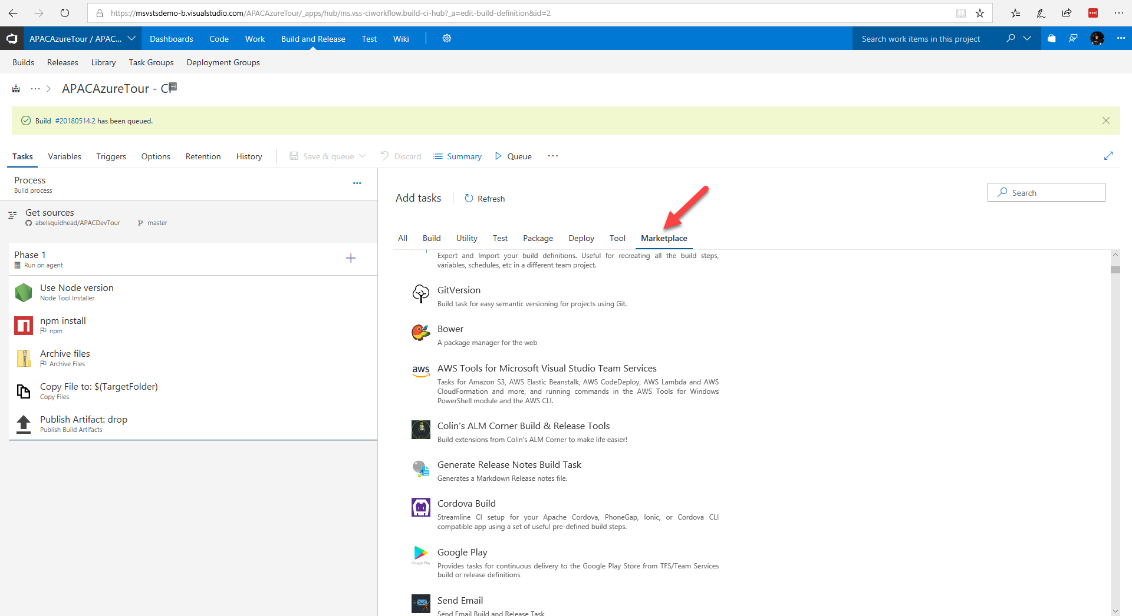 https://msvstsdemo-b.visualstudio.com/APACAzureTour/_apps/hub/ms.vss-ciworkflow.build-ci-hub?_a=edit-build-definition&id=2
APACAzureTour / APAC... Dashboards Code Work Build and Release Test Wiki Search work items in this project
Builds Releases Library Task Groups Deployment Groups
... > APACAzureTour - CI
Build #20180514.2 has been queued.
Tasks Variables Triggers Options Retention History Save & queue Discard Summary Queue ...
Process
Build process
Get sources
abelsquidhead/APACDevTour master
Phase 1
Run on agent
Use Node version
Node Tool Installer
npm install
npm
Archive files
Archive Files
Copy File to: $(TargetFolder)
Copy Files
Publish Artifact: drop
Publish Build Artifacts
Add tasks Refresh Search
All Build Utility Test Package Deploy Tool Marketplace
Export and Import your build definitions. Useful for recreating all the build steps,
variables, schedules, etc in a different team project.
GitVersion
Build task for easy semantic versioning for projects using Git.
Bower
A package manager for the web
aws
AWS Tools for Microsoft Visual Studio Team Services
Tasks for Amazon S3, AWS Elastic Beanstalk, AWS CodeDeploy, AWS Lambda and AWS
CloudFormation and more, and running commands in the AWS Tools for Windows
PowerShell module and the AWS CLI.
Colin's ALM Corner Build & Release Tools
Build extensions from Colin's ALM Corner to make life easier!
Generate Release Notes Build Task
Generates a Markdown Release notes file.
Cordova Build
Streamline CI setup for your Apache Cordova, PhoneGap, Ionic, or Cordova CLI
compatible app using a set of useful pre-defined build steps.
Google Play
Provides tasks for continuous delivery to the Google Play Store from TFS/Team Services
build or release definitions
Send Email
Send Email Build and Release Task